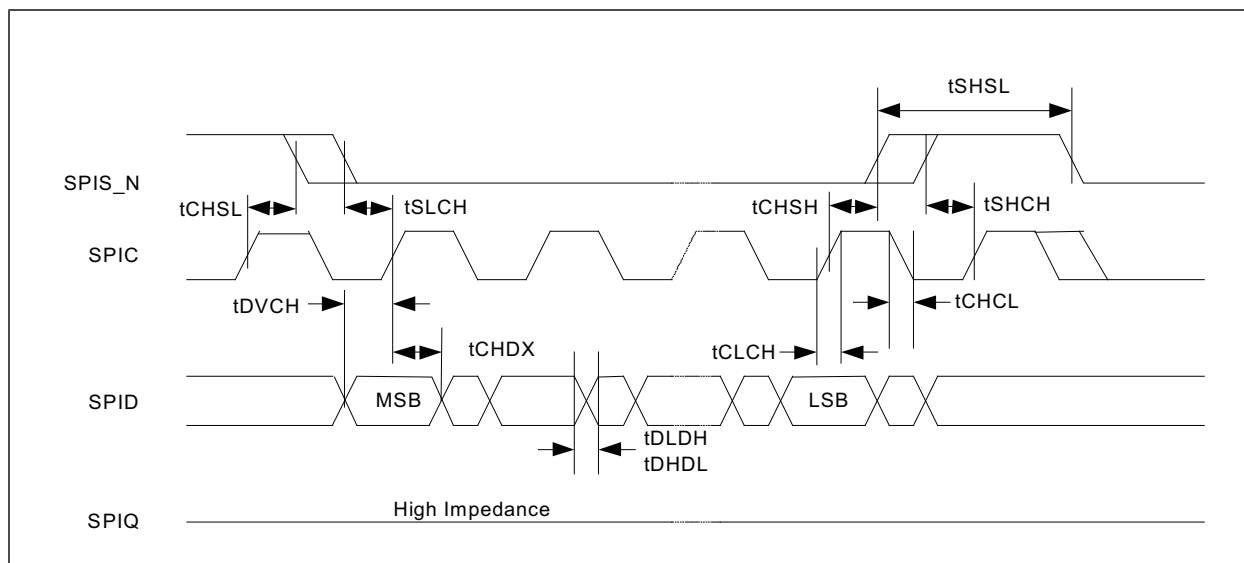 tSHSL
SPIS_N
tCHSL
tSLCH
tCHSH
tSHCH
SPIC
tDVCH
tCHCL
tCHDX
tCLCH
SPID
MSB
LSB
tDLDH
tDHDL
High Impedance
SPIQ